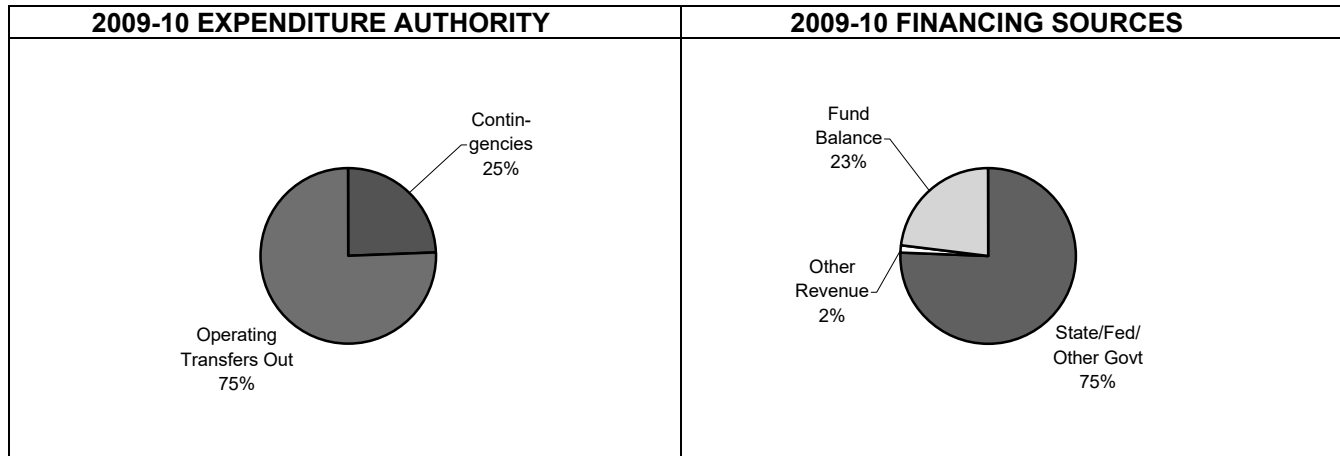 2009-10 EXPENDITURE AUTHORITY
Contin-
gencies
25%
Operating
Transfers Out
75%
2009-10 FINANCING SOURCES
Fund
Balance
23%
Other
Revenue
2%
State/Fed/
Other Govt
75%